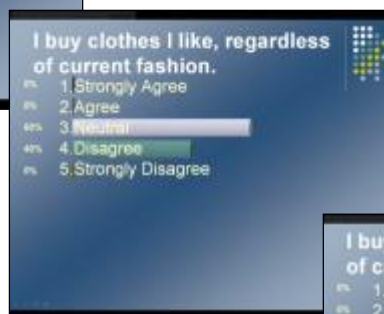 I buy clothes I like, regardless
of current fashion.
0% 1. Strongly Agree
0% 2. Agree
60% 3. Neutral
40% 4. Disagree
0% 5. Strongly Disagree
I bu
of c